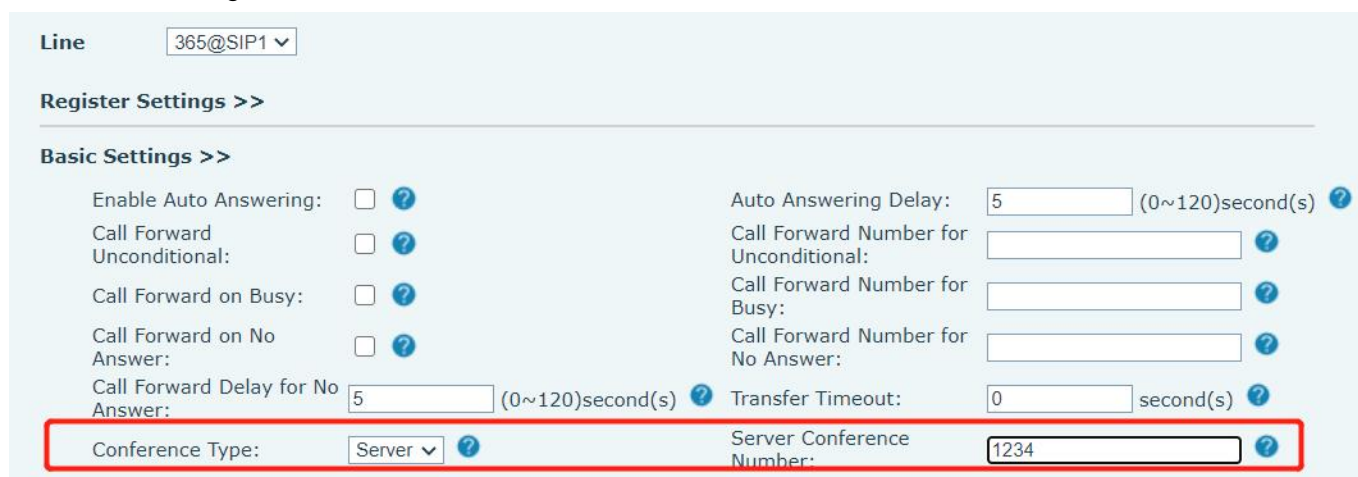 Line 365@SIP1
Register Settings >>
Basic Settings >>
Enable Auto Answering: ? Auto Answering Delay: 5 (0~120)second(s) ?
Call Forward Unconditional: ? Call Forward Number for Unconditional: ?
Call Forward on Busy: ? Call Forward Number for Busy: ?
Call Forward on No Answer: ? Call Forward Number for No Answer: ?
Call Forward Delay for No Answer: 5 (0~120)second(s) ? Transfer Timeout: 0 second(s) ?
Conference Type: Server ? Server Conference Number: 1234 ?